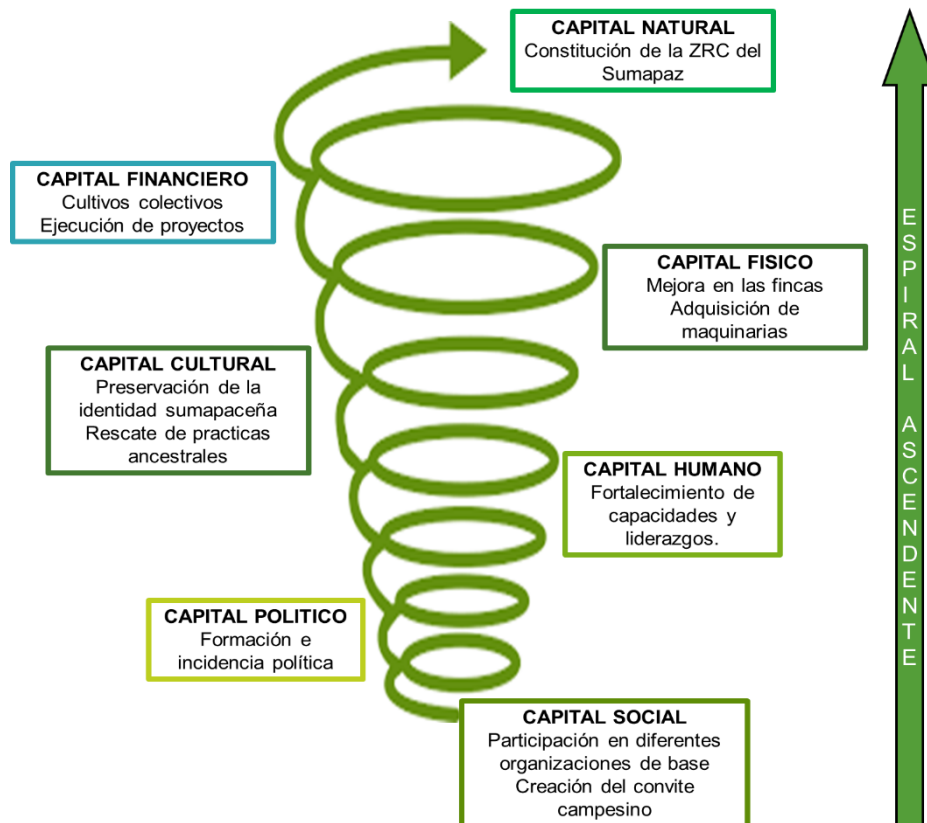 CAPITAL NATURAL
Constitución de la ZRC del
Sumapaz
CAPITAL FINANCIERO
Cultivos colectivos
Ejecución de proyectos
CAPITAL FISICO
Mejora en las fincas
Adquisición de
maquinarias
CAPITAL CULTURAL
Preservación de la
identidad sumapaceña
Rescate de practicas
ancestrales
CAPITAL HUMANO
Fortalecimiento de
capacidades y
liderazgos.
CAPITAL POLITICO
Formación e
incidencia política
CAPITAL SOCIAL
Participación en diferentes
organizaciones de base
Creación del convite
campesino
ESPIRAL ASCENDENTE